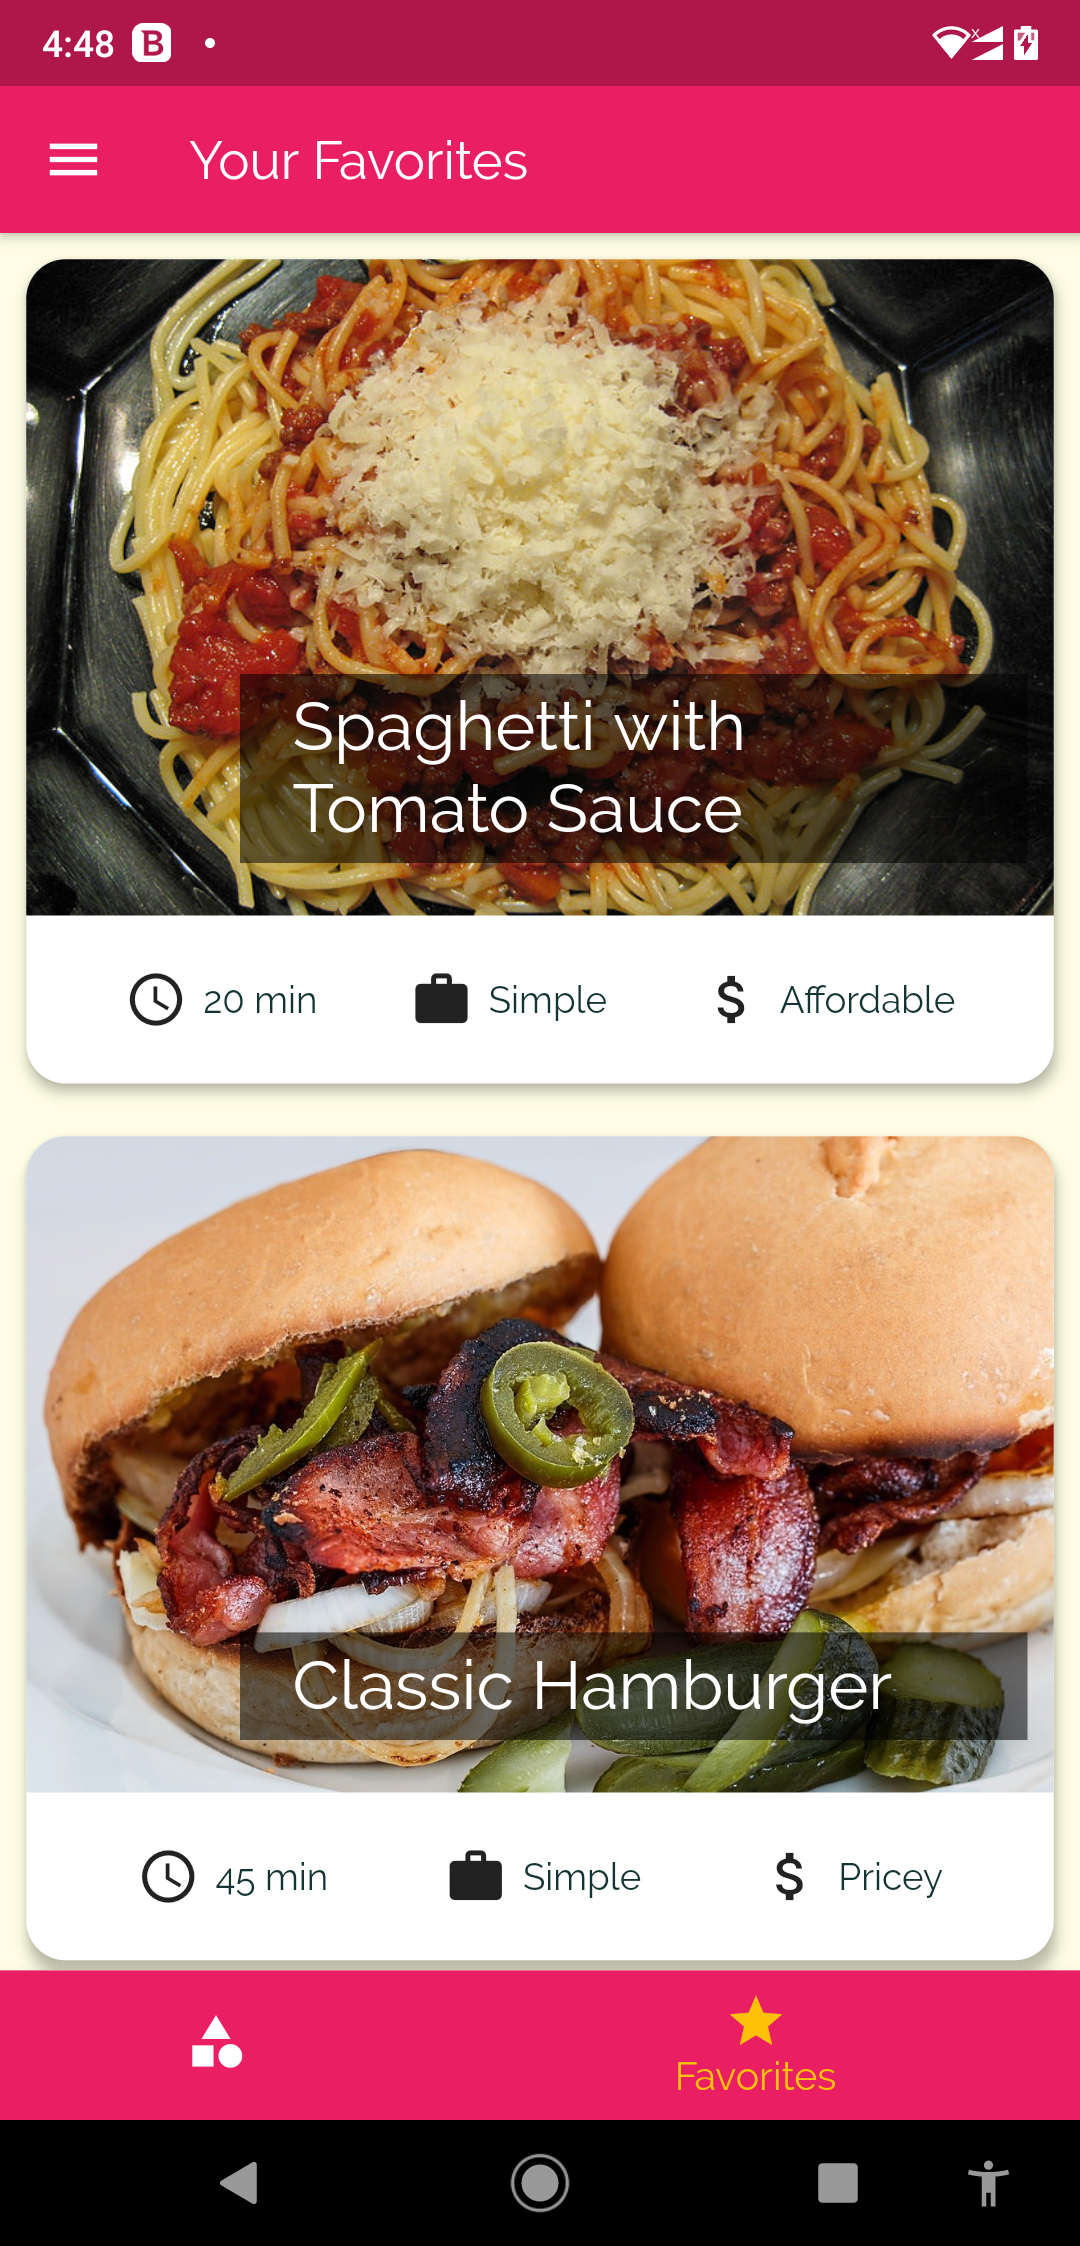 4:48 B
Your Favorites
Spaghetti with
Tomato Sauce
20 min Simple $ Affordable
Classic Hamburger
45 min Simple $ Pricey
Favorites